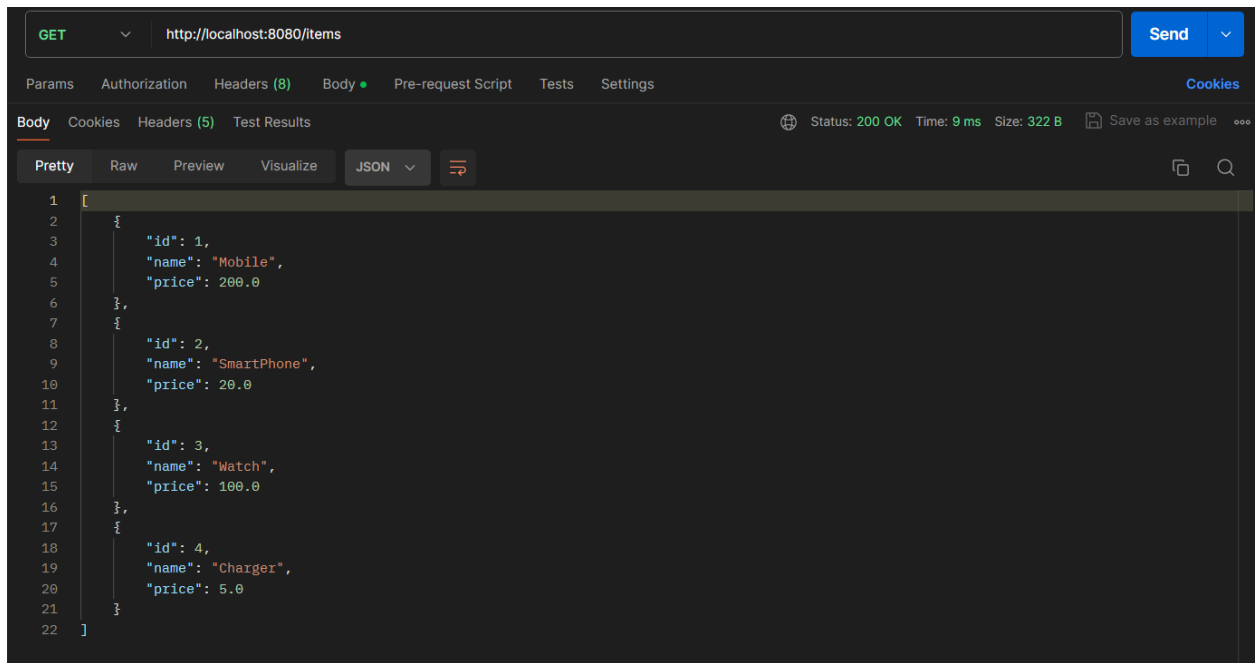 GET http://localhost:8080/items Send
Params Authorization Headers (8) Body Pre-request Script Tests Settings Cookies
Body Cookies Headers (5) Test Results Status: 200 OK Time: 9 ms Size: 322 B Save as example
Pretty Raw Preview Visualize JSON
1 [
2 {
3 "id": 1,
4 "name": "Mobile",
5 "price": 200.0
6 },
7 {
8 "id": 2,
9 "name": "SmartPhone",
10 "price": 20.0
11 },
12 {
13 "id": 3,
14 "name": "Watch",
15 "price": 100.0
16 },
17 {
18 "id": 4,
19 "name": "Charger",
20 "price": 5.0
21 }
22 ]